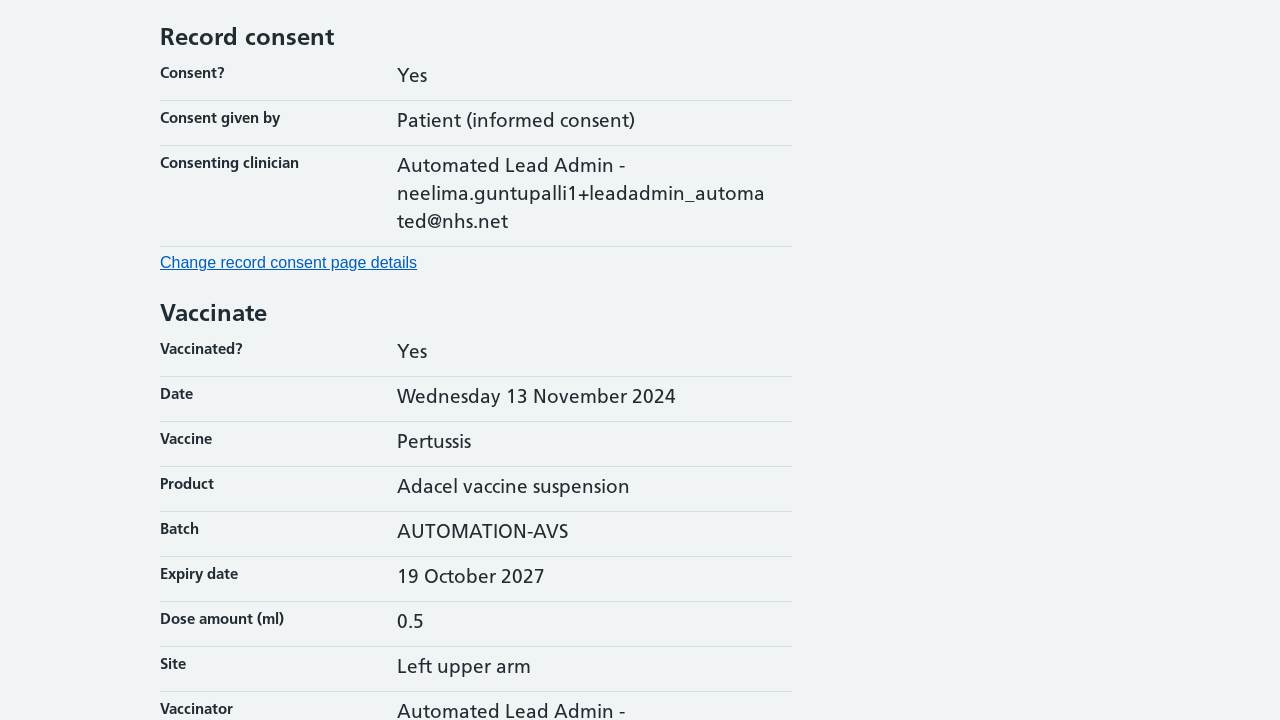 Record consent
Consent? Yes
Consent given by Patient (informed consent)
Consenting clinician Automated Lead Admin -
neelima.guntupalli1+leadadmin_automa
ted@nhs.net
Change record consent page details
Vaccinate
Vaccinated? Yes
Date Wednesday 13 November 2024
Vaccine Pertussis
Product Adacel vaccine suspension
Batch AUTOMATION-AVS
Expiry date 19 October 2027
Dose amount (ml) 0.5
Site Left upper arm
Vaccinator Automated Lead Admin -